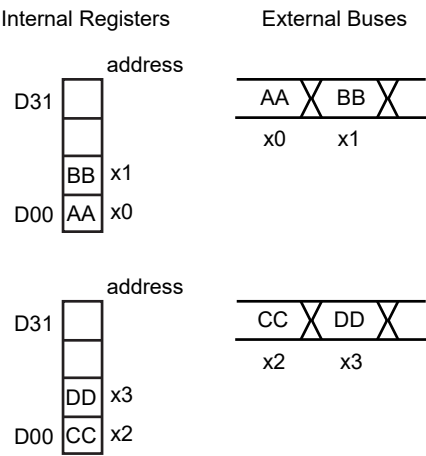 Internal Registers External Buses
address
D31 AA BB
x0 x1
BB x1
D00 AA x0
address
D31 CC DD
x2 x3
DD x3
D00 CC x2